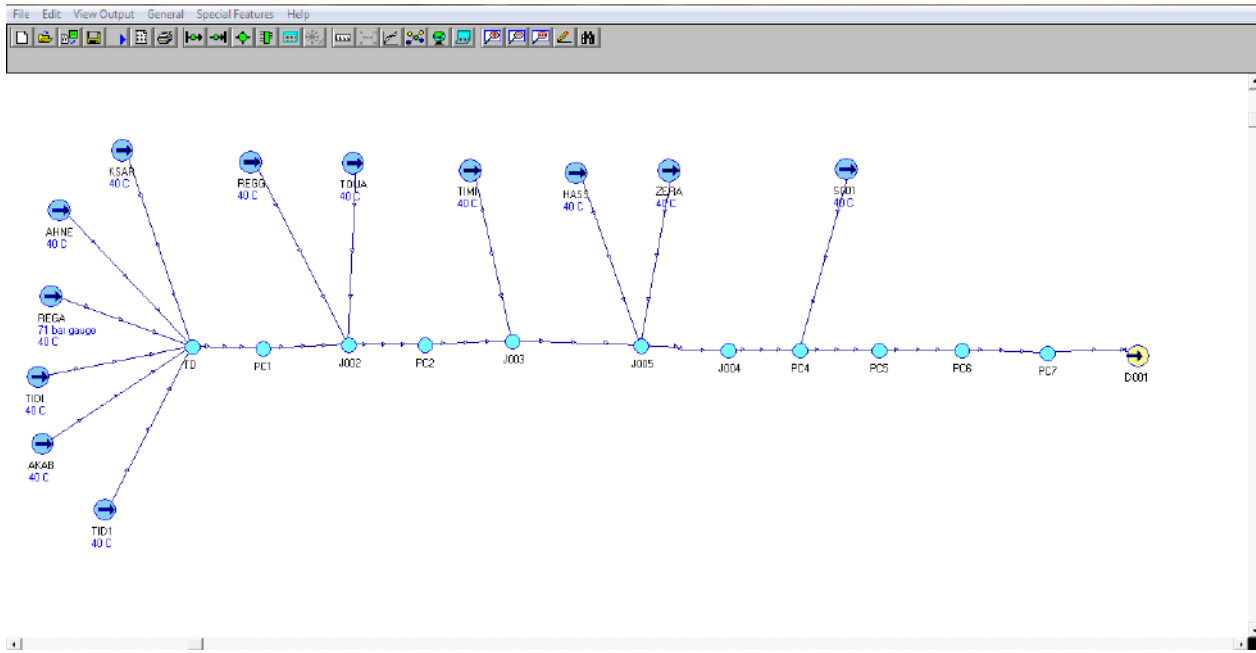 File Edit View Output General Special Features Help
KSAR
40 C
REGG
40 C
TOUA
40 C
TIMI
40 C
HASS
40 C
ZERA
40 C
SG01
40 C
AHNE
40 C
REGA
71 bar gauge
40 C
TD
PC1
J002
PC2
J003
J005
J004
PC4
PC5
PC6
PC7
D001
TIDI
40 C
AKAB
40 C
TID1
40 C